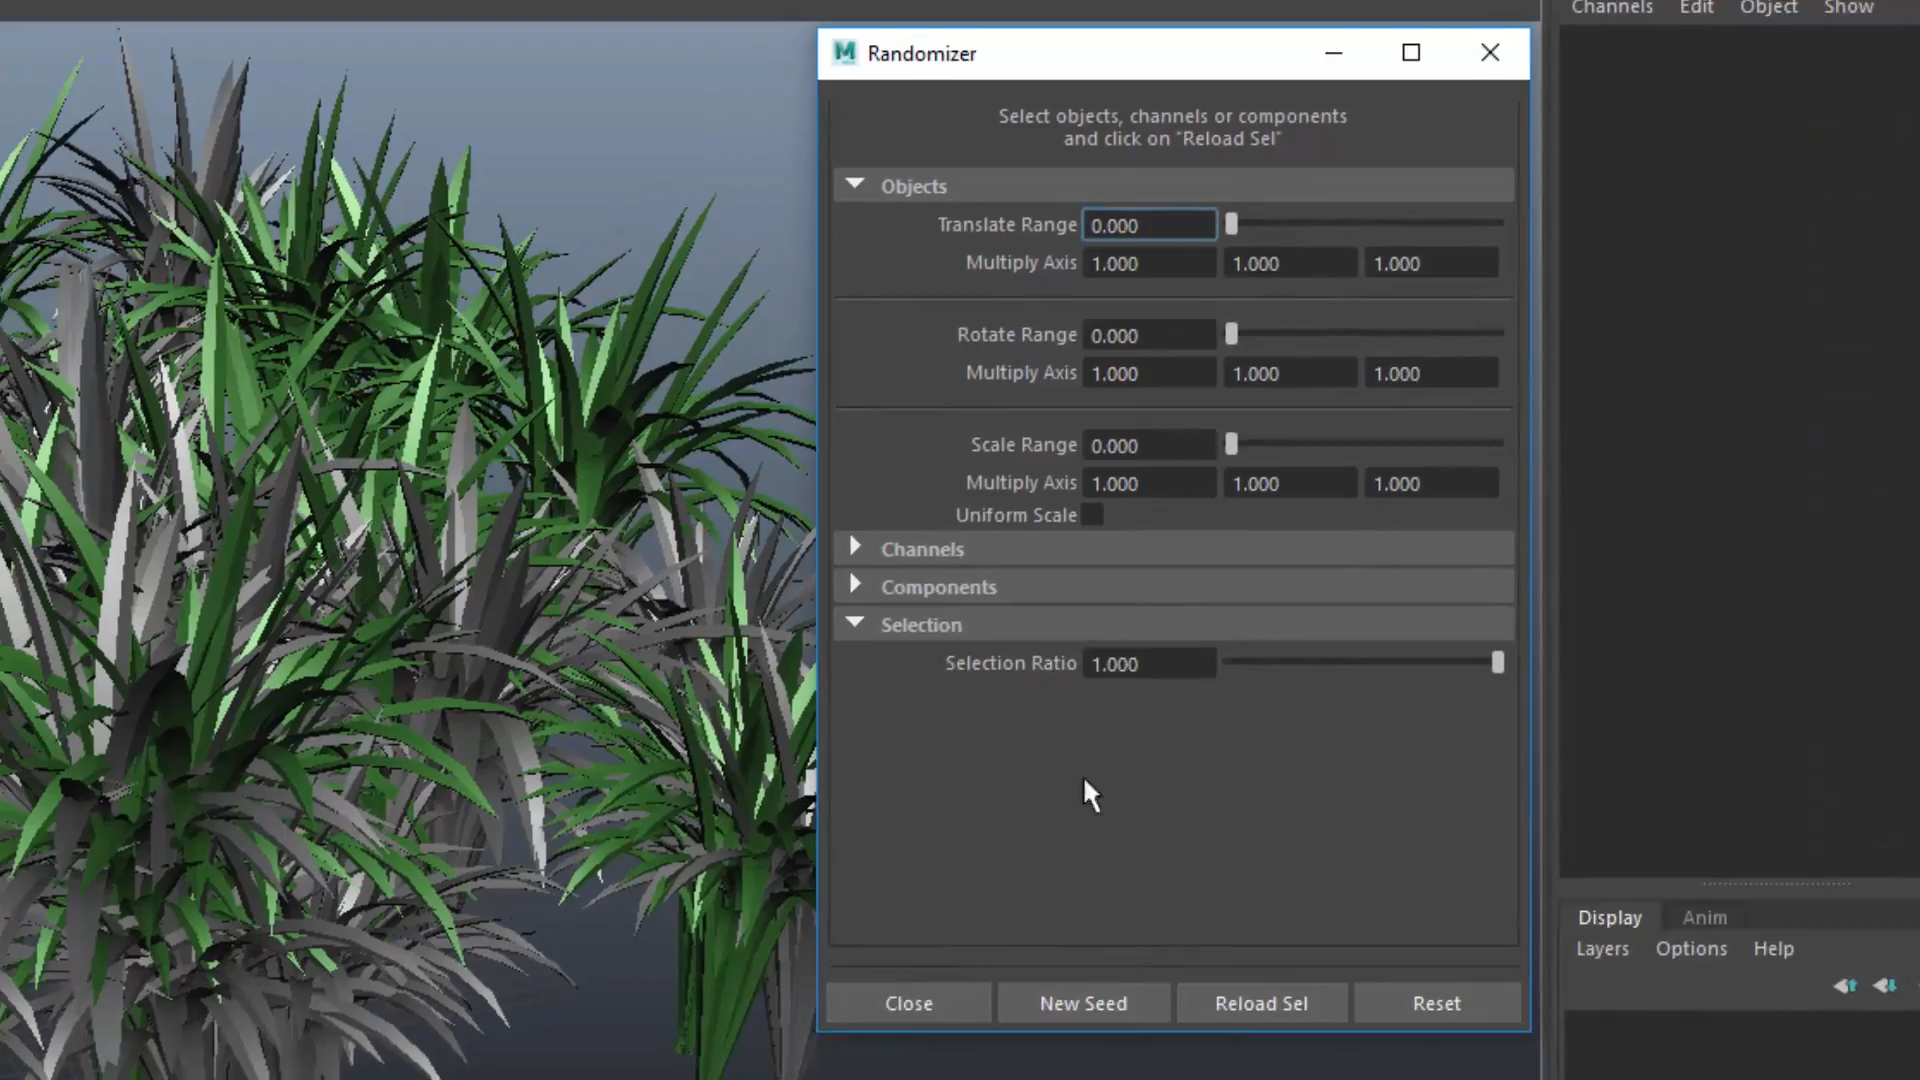 Channels Edit Object Show
Randomizer
Select objects, channels or components
and click on "Reload Sel"
Objects
Translate Range 0.000
Multiply Axis 1.000 1.000 1.000
Rotate Range 0.000
Multiply Axis 1.000 1.000 1.000
Scale Range 0.000
Multiply Axis 1.000 1.000 1.000
Uniform Scale
Channels
Components
Selection
Selection Ratio 1.000
Close New Seed Reload Sel Reset
Display Anim
Layers Options Help